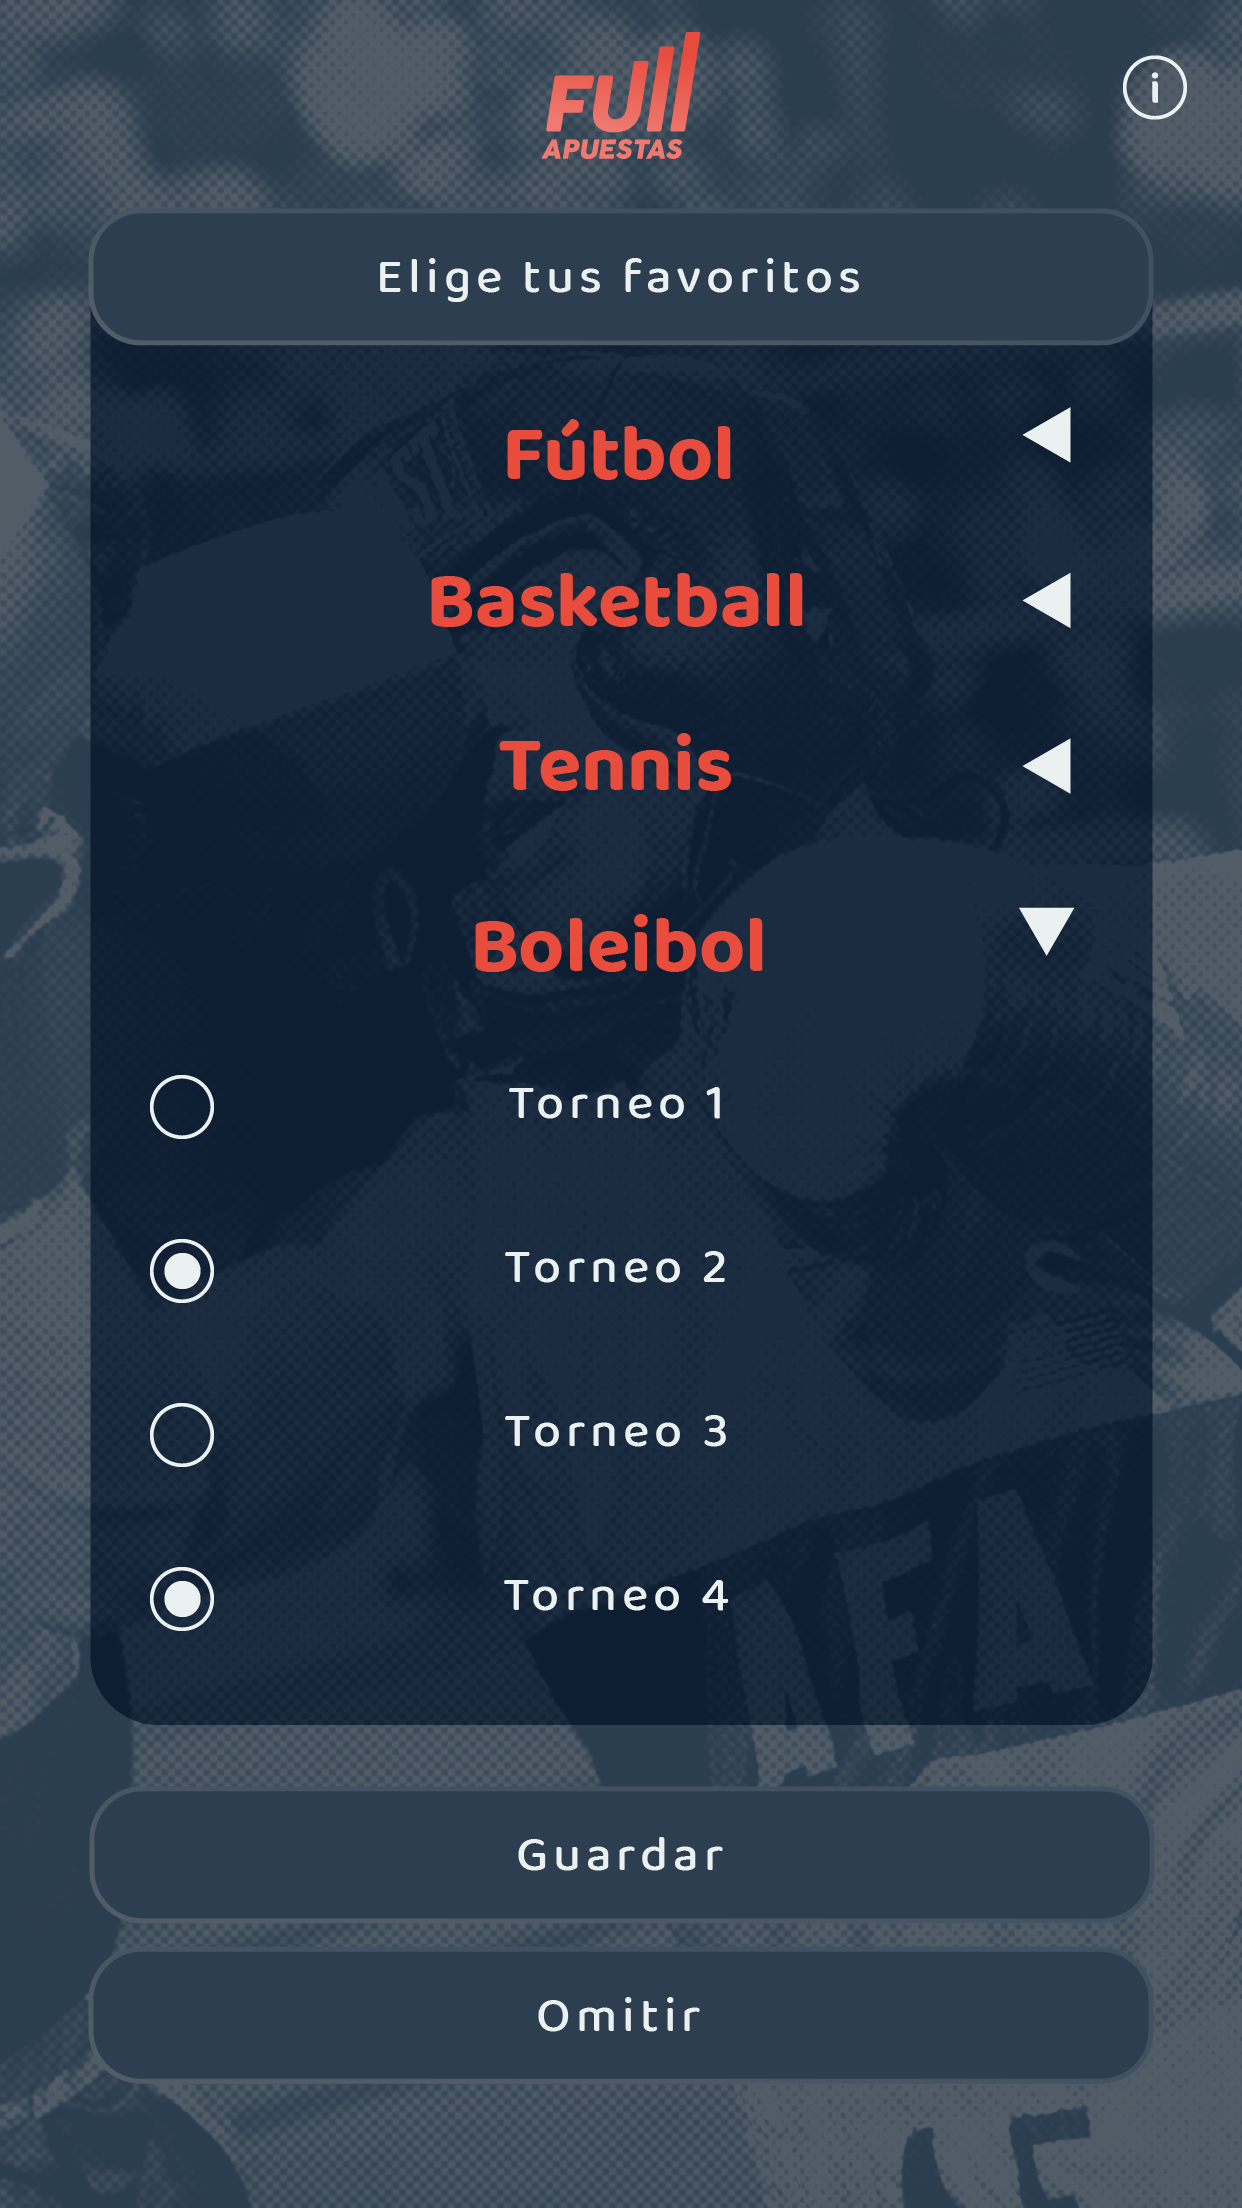 FUll
APUESTAS
i
Elige tus favoritos
Fútbol
Basketball
Tennis
Boleibol
Torneo 1
Torneo 2
Torneo 3
Torneo 4
AFA
Guardar
Omitir